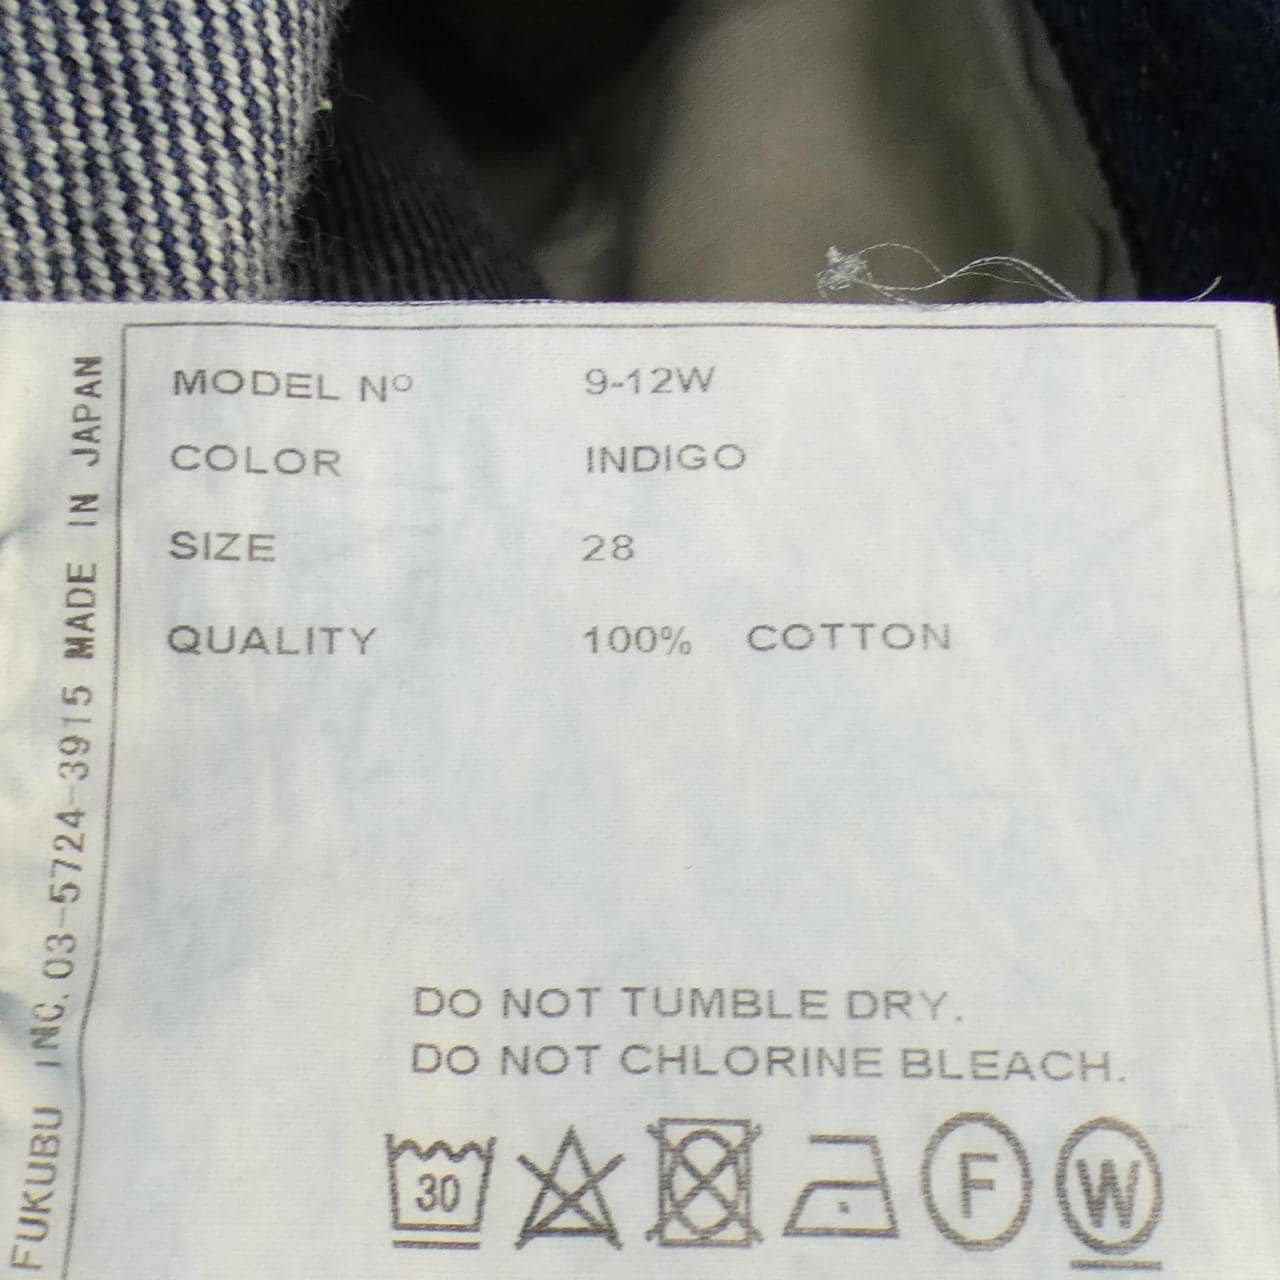 MODEL Nº 9-12W
COLOR INDIGO
SIZE 28
QUALITY 100% COTTON
DO NOT TUMBLE DRY.
DO NOT CHLORINE BLEACH.
30 F W
FUKUBU INC. 03-5724-3915 MADE IN JAPAN